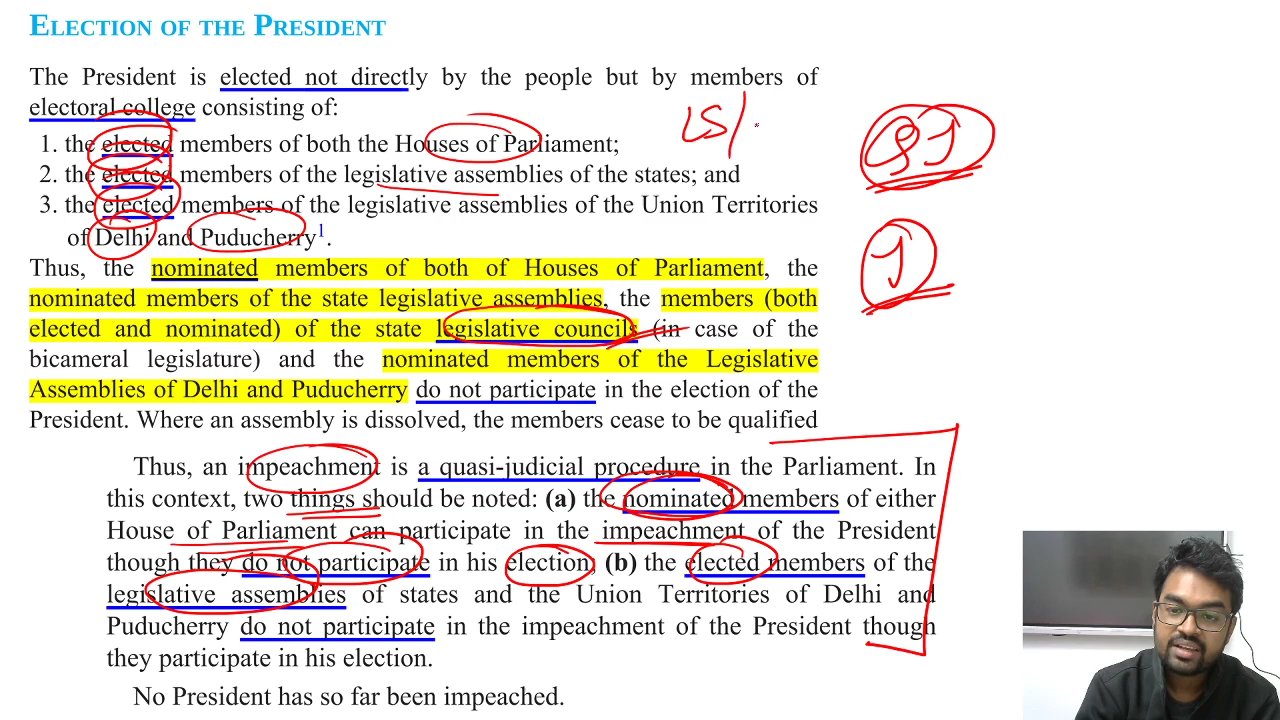 ELECTION OF THE PRESIDENT
The President is elected not directly by the people but by members of
electoral college consisting of:
1. the elected members of both the Houses of Parliament;
2. the elected members of the legislative assemblies of the states; and
3. the elected members of the legislative assemblies of the Union Territories
of Delhi and Puducherry1.
Thus, the nominated members of both of Houses of Parliament, the
nominated members of the state legislative assemblies, the members (both
elected and nominated) of the state legislative councils (in case of the
bicameral legislature) and the nominated members of the Legislative
Assemblies of Delhi and Puducherry do not participate in the election of the
President. Where an assembly is dissolved, the members cease to be qualified
Thus, an impeachment is a quasi-judicial procedure in the Parliament. In
this context, two things should be noted: (a) the nominated members of either
House of Parliament can participate in the impeachment of the President
though they do not participate in his election; (b) the elected members of the
legislative assemblies of states and the Union Territories of Delhi and
Puducherry do not participate in the impeachment of the President though
they participate in his election.
No President has so far been impeached.
LS/